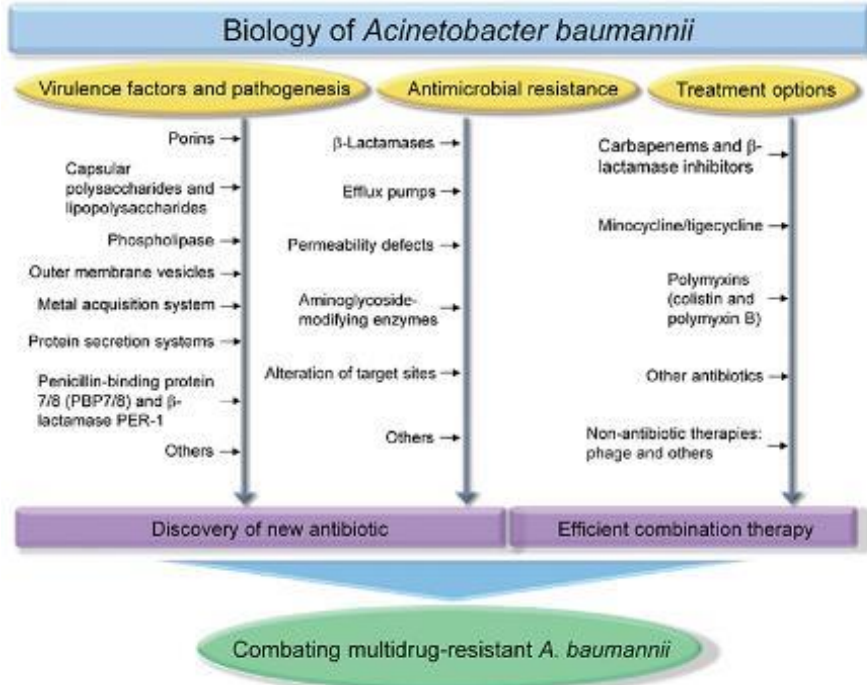 Biology of Acinetobacter baumannii
Virulence factors and pathogenesis
Antimicrobial resistance
Treatment options
Porins
Capsular
polysaccharides and
lipopolysaccharides
Phospholipase
Outer membrane vesicles
Metal acquisition system
Protein secretion systems
Penicillin-binding protein
7/8 (PBP7/8) and β-
lactamase PER-1
Others
β-Lactamases
Efflux pumps
Permeability defects
Aminoglycoside-
modifying enzymes
Alteration of target sites
Others
Carbapenems and β-
lactamase inhibitors
Minocycline/tigecycline
Polymyxins
(colistin and
polymyxin B)
Other antibiotics
Non-antibiotic therapies:
phage and others
Discovery of new antibiotic
Efficient combination therapy
Combating multidrug-resistant A. baumannii